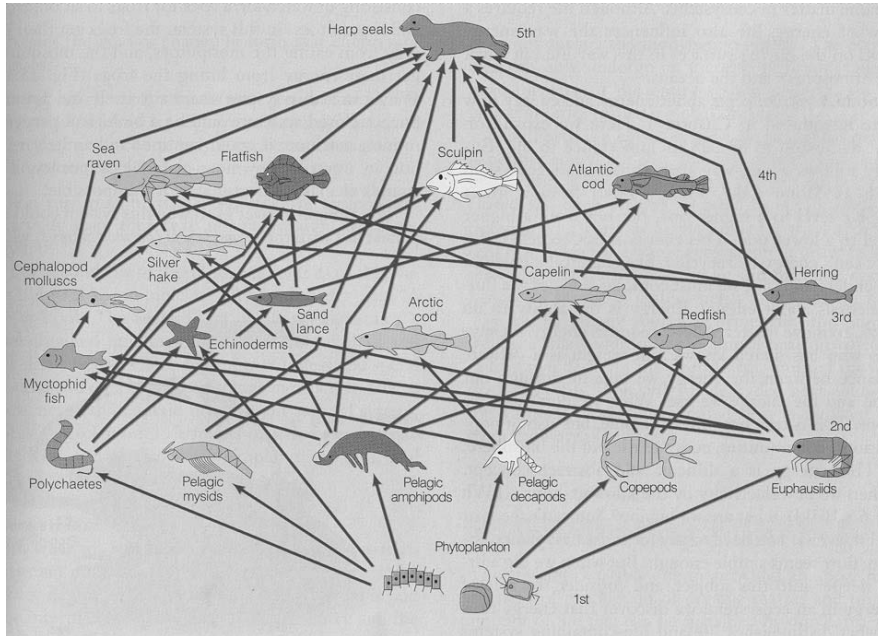 Harp seals
5th
Sea
raven
Flatfish
Sculpin
Atlantic
cod
4th
Cephalopod
molluscs
Silver
hake
Capelin
Herring
Sand
lance
Arctic
cod
Redfish
3rd
Echinoderms
Myctophid
fish
2nd
Polychaetes
Pelagic
mysids
Pelagic
amphipods
Pelagic
decapods
Copepods
Euphausiids
Phytoplankton
1st